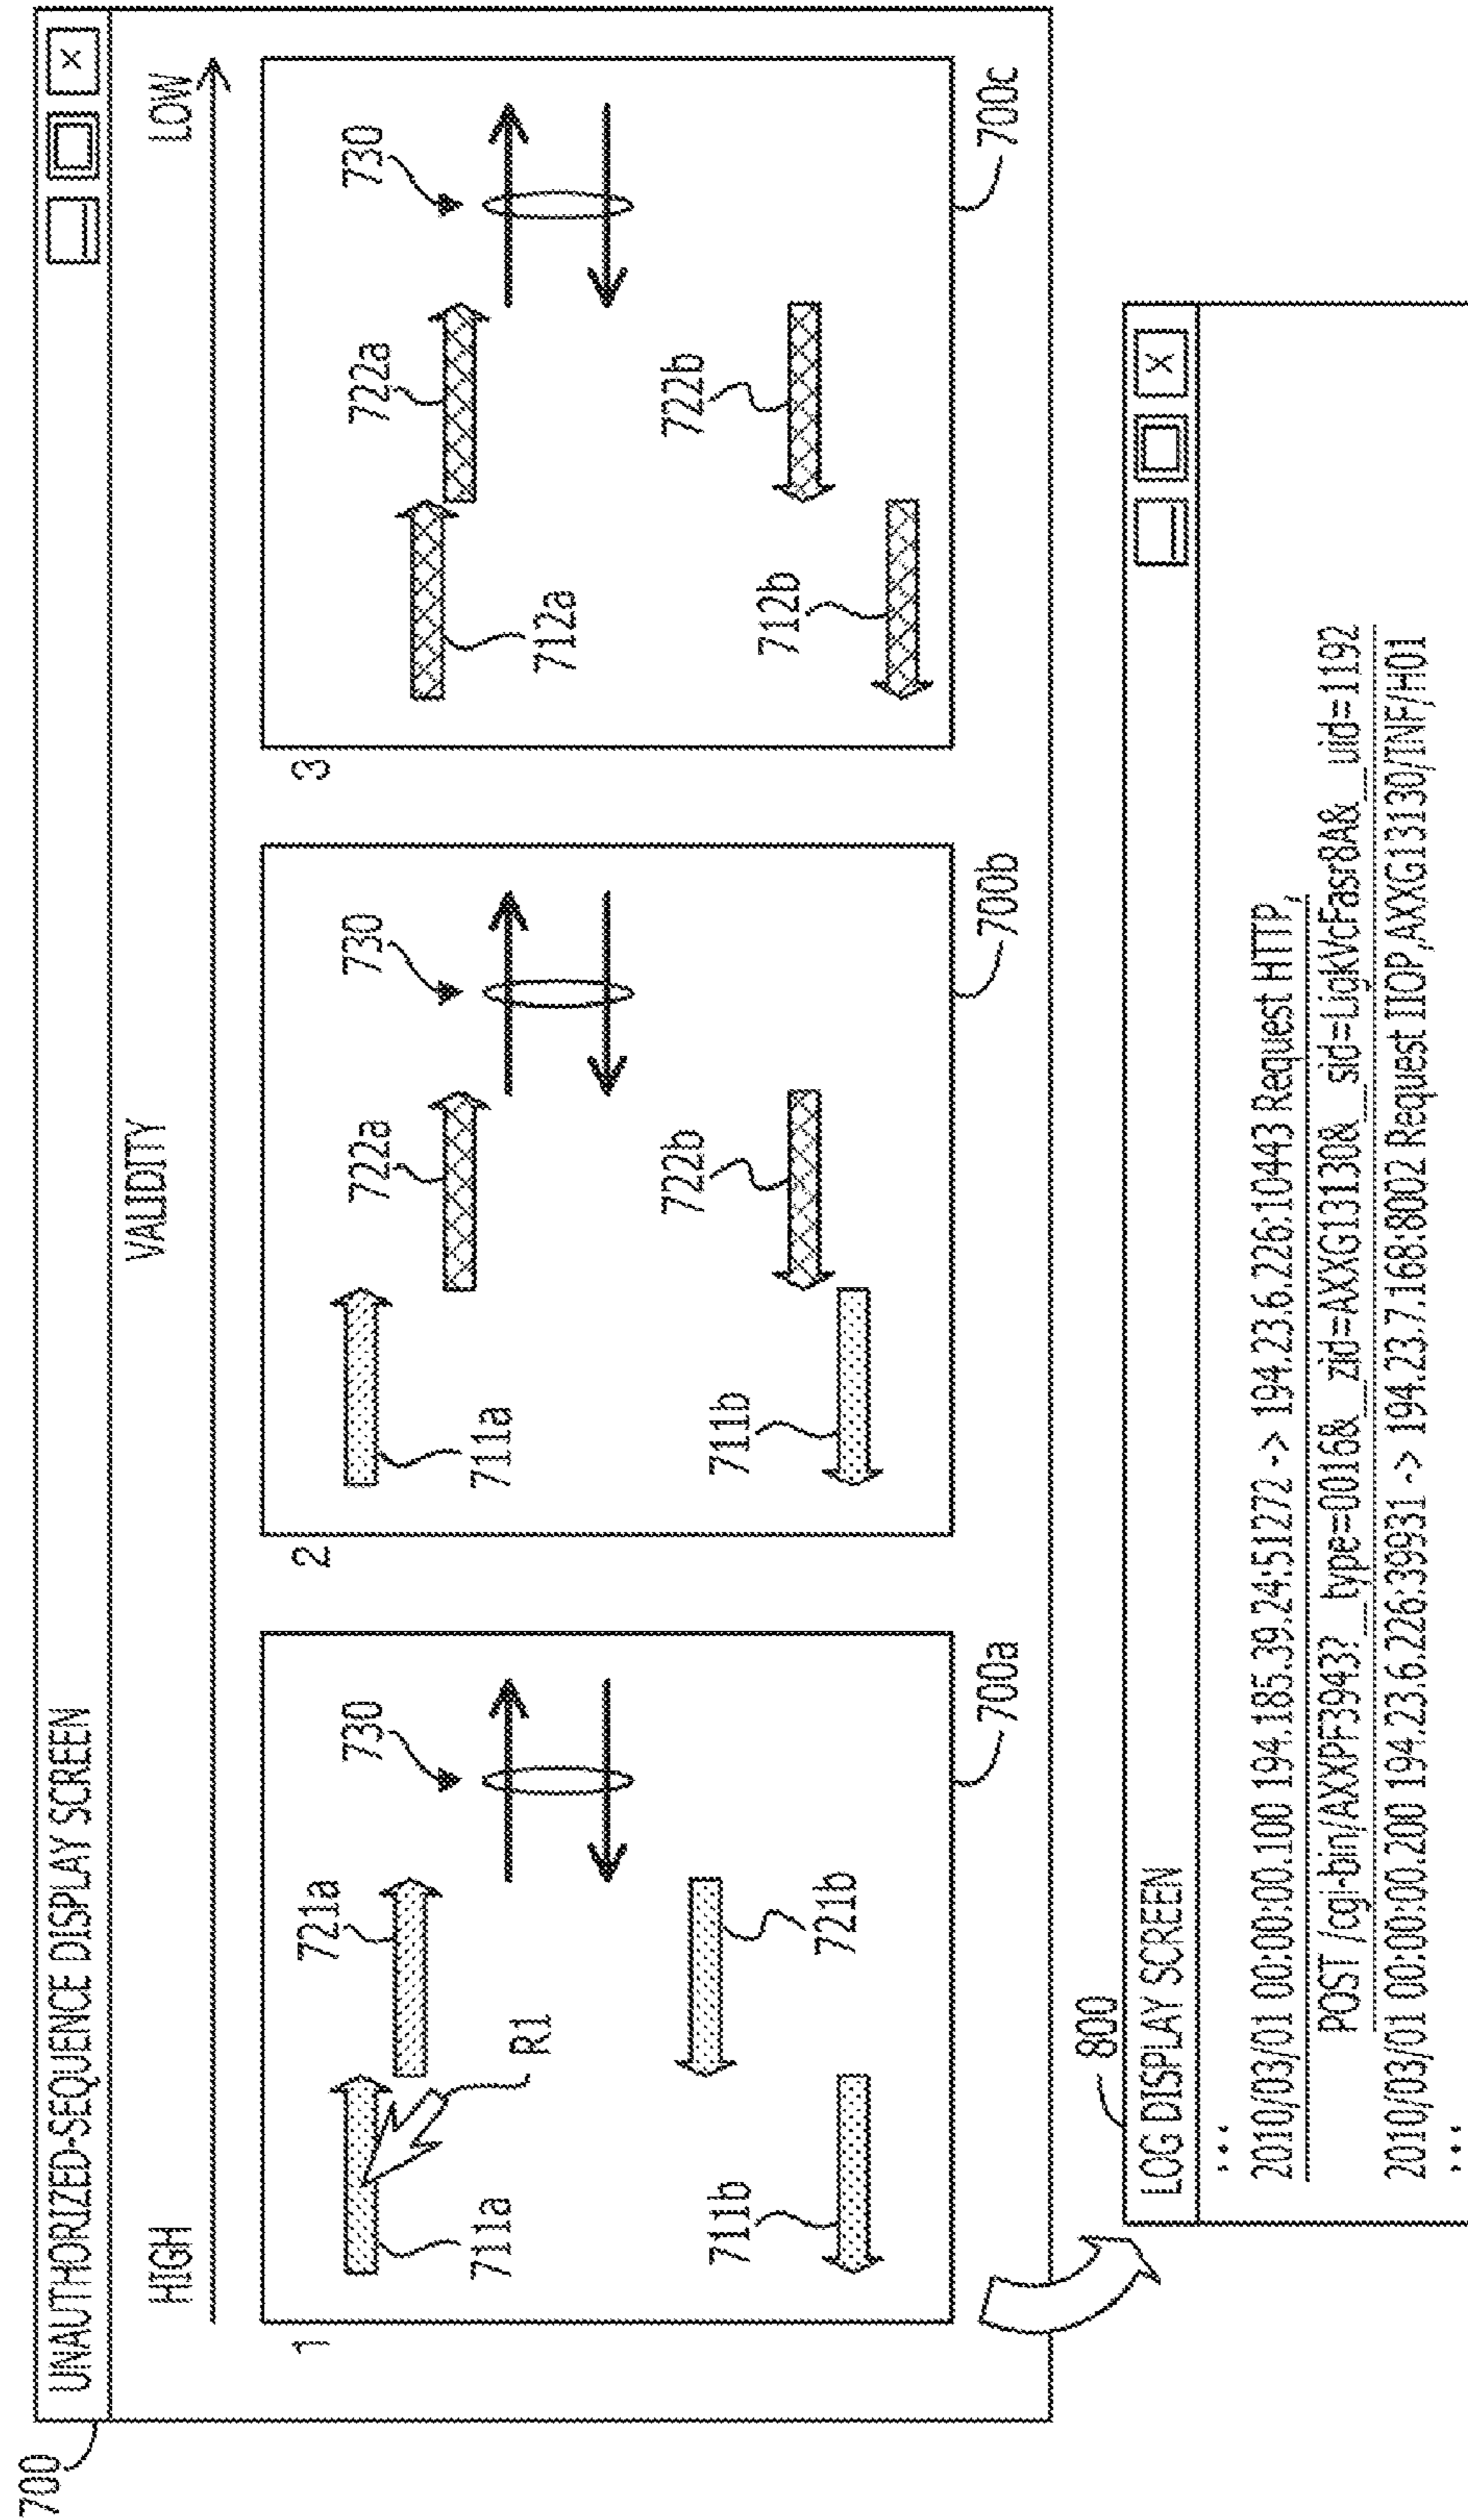 700
UNAUTHORIZED-SEQUENCE DISPLAY SCREEN
×
VALIDITY
HIGH
LOW
1
711a
721a
R1
730
711b
721b
700a
2
711a
722a
730
711b
722b
700b
3
712a
722a
730
712b
722b
700c
800
LOG DISPLAY SCREEN
×
...
2010/03/01 00:00:00.100 194.185.39.24:51272 -> 194.23.6.226:10443 Request HTTP,
POST /cgi-bin/AXXPF3943?__type=0016&__zid=AXXG13130&__sid=LigkVcFasr8A&__uid=1192
2010/03/01 00:00:00.200 194.23.6.226:39931 -> 194.23.7.168:8002 Request IIOP,AXXG13130/INF/H01
...